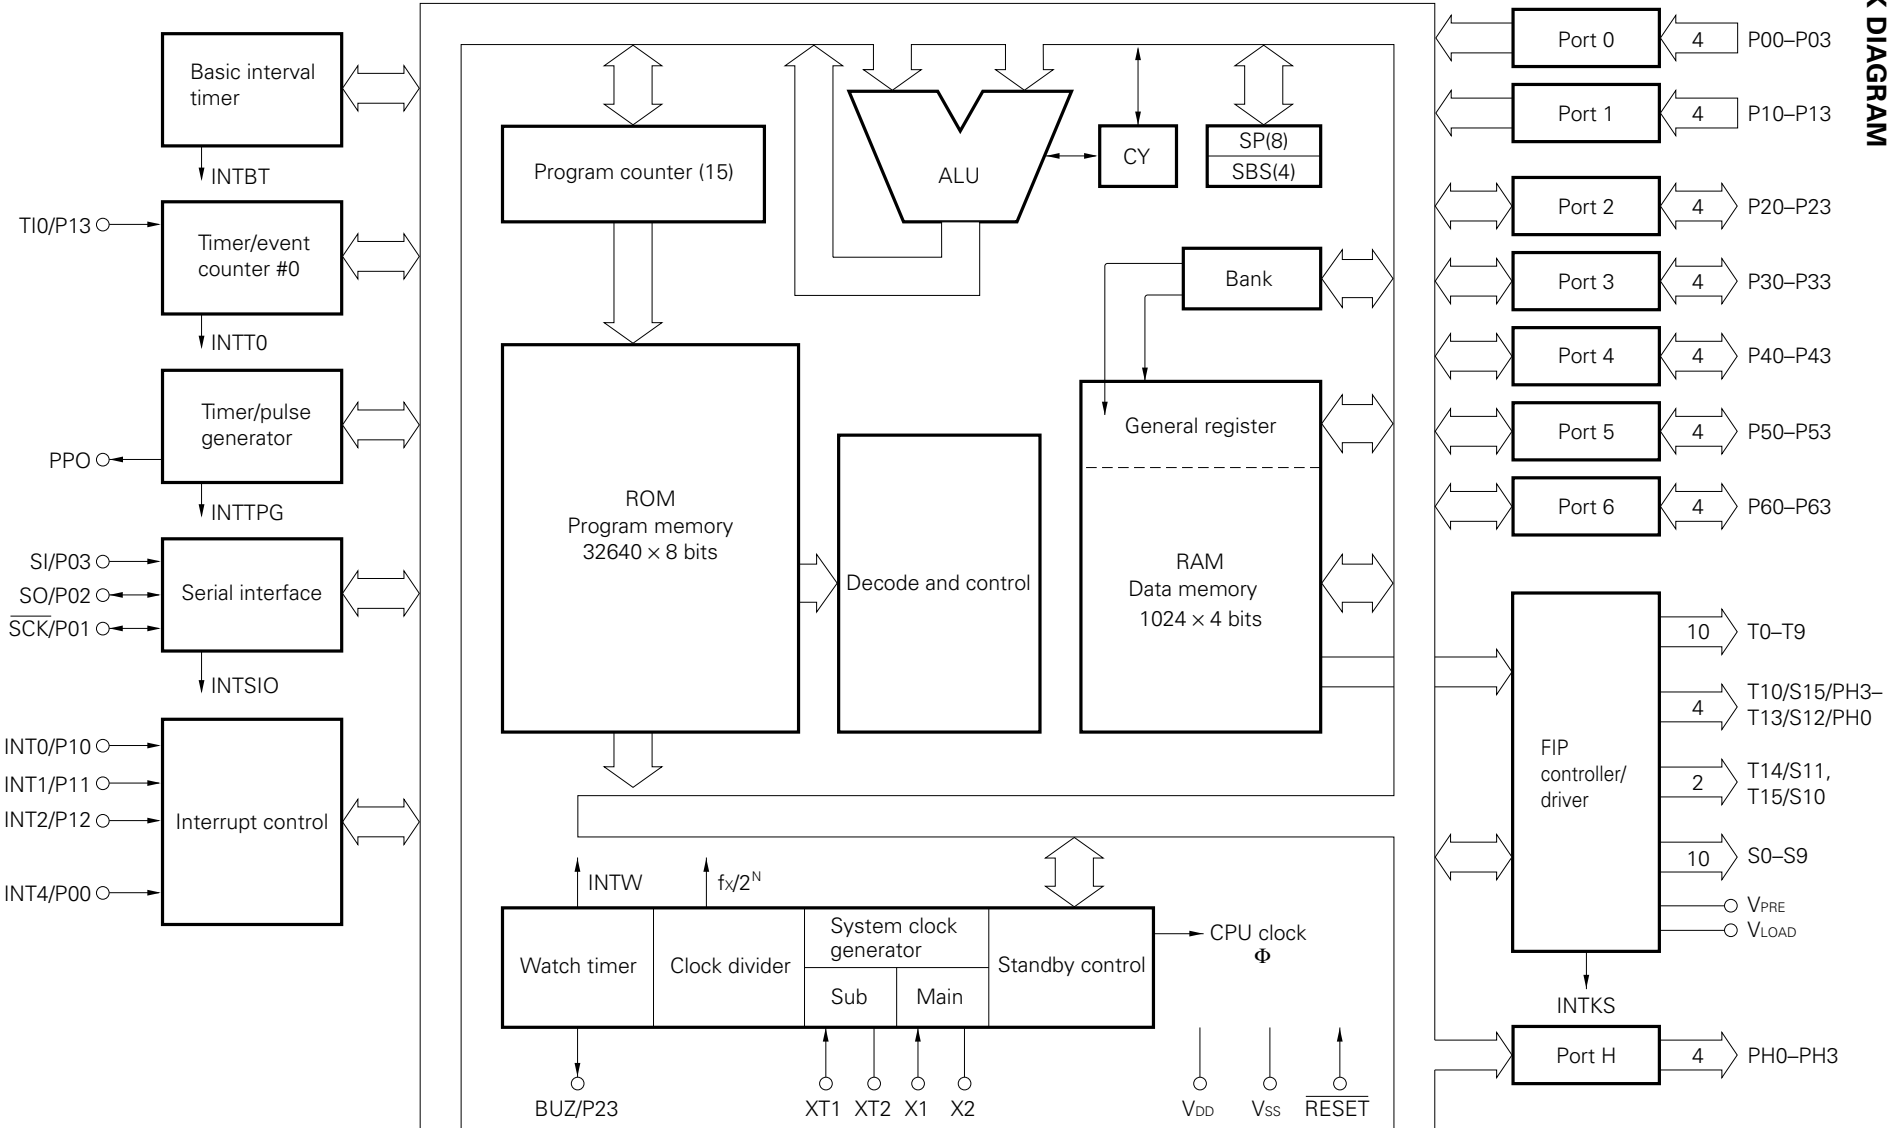 K DIAGRAM
Basic interval
timer
INTBT
TI0/P13
Timer/event
counter #0
INTT0
Timer/pulse
generator
PPO
INTTPG
SI/P03
SO/P02
SCK/P01
Serial interface
INTSIO
INT0/P10
INT1/P11
INT2/P12
INT4/P00
Interrupt control
Program counter (15)
ALU
CY
SP(8)
SBS(4)
Bank
ROM
Program memory
32640 × 8 bits
Decode and control
General register
RAM
Data memory
1024 × 4 bits
INTW
fX/2N
Watch timer
Clock divider
System clock
generator
Sub
Main
Standby control
CPU clock
Φ
BUZ/P23
XT1
XT2
X1
X2
VDD
VSS
RESET
Port 0
4
P00–P03
Port 1
4
P10–P13
Port 2
4
P20–P23
Port 3
4
P30–P33
Port 4
4
P40–P43
Port 5
4
P50–P53
Port 6
4
P60–P63
FIP
controller/
driver
10
T0–T9
4
T10/S15/PH3–
T13/S12/PH0
2
T14/S11,
T15/S10
10
S0–S9
VPRE
VLOAD
INTKS
Port H
4
PH0–PH3